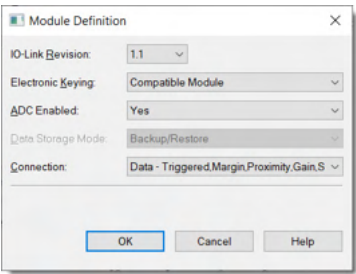 Module Definition
IO-Link Revision: 1.1
Electronic Keying: Compatible Module
ADC Enabled: Yes
Data Storage Mode: Backup/Restore
Connection: Data - Triggered,Margin,Proximity,Gain,S
OK Cancel Help